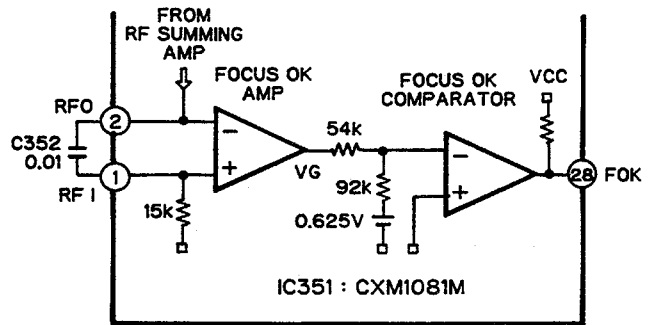 FROM
RF SUMMING
AMP
FOCUS OK
AMP
FOCUS OK
COMPARATOR
VCC
RFO
2
C352
0.01
1
RF I
15k
VG
54k
92k
0.625V
28
FOK
IC351 : CXM1081M